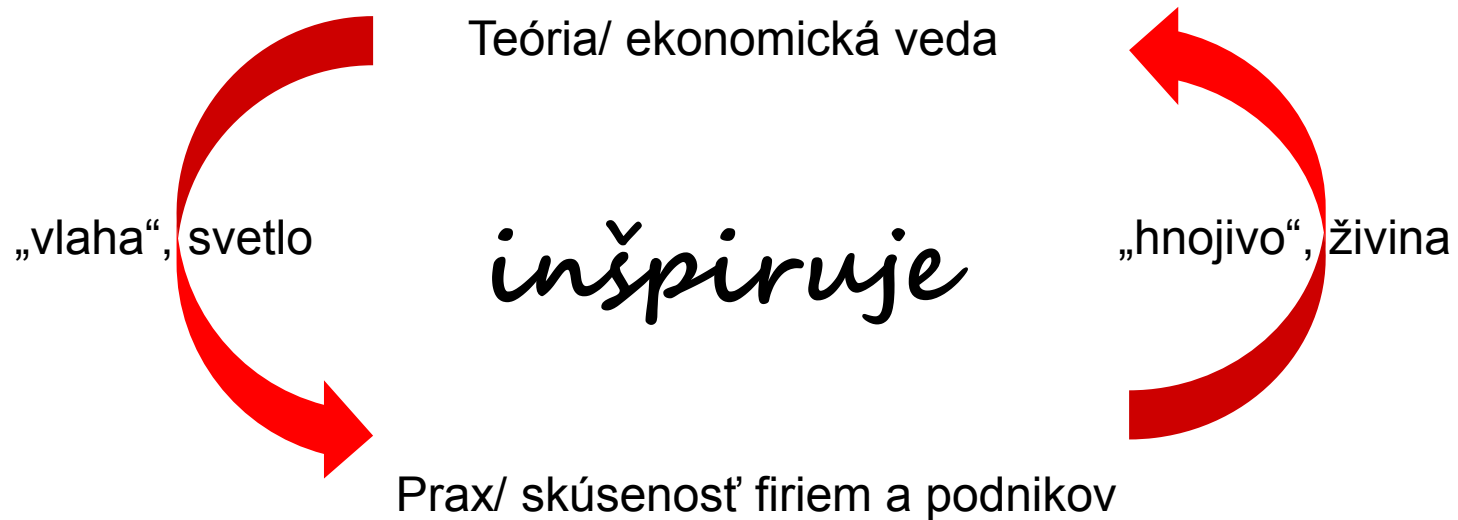 Teória/ ekonomická veda
„vlaha“, svetlo
inšpiruje
„hnojivo“, živina
Prax/ skúsenosť firiem a podnikov